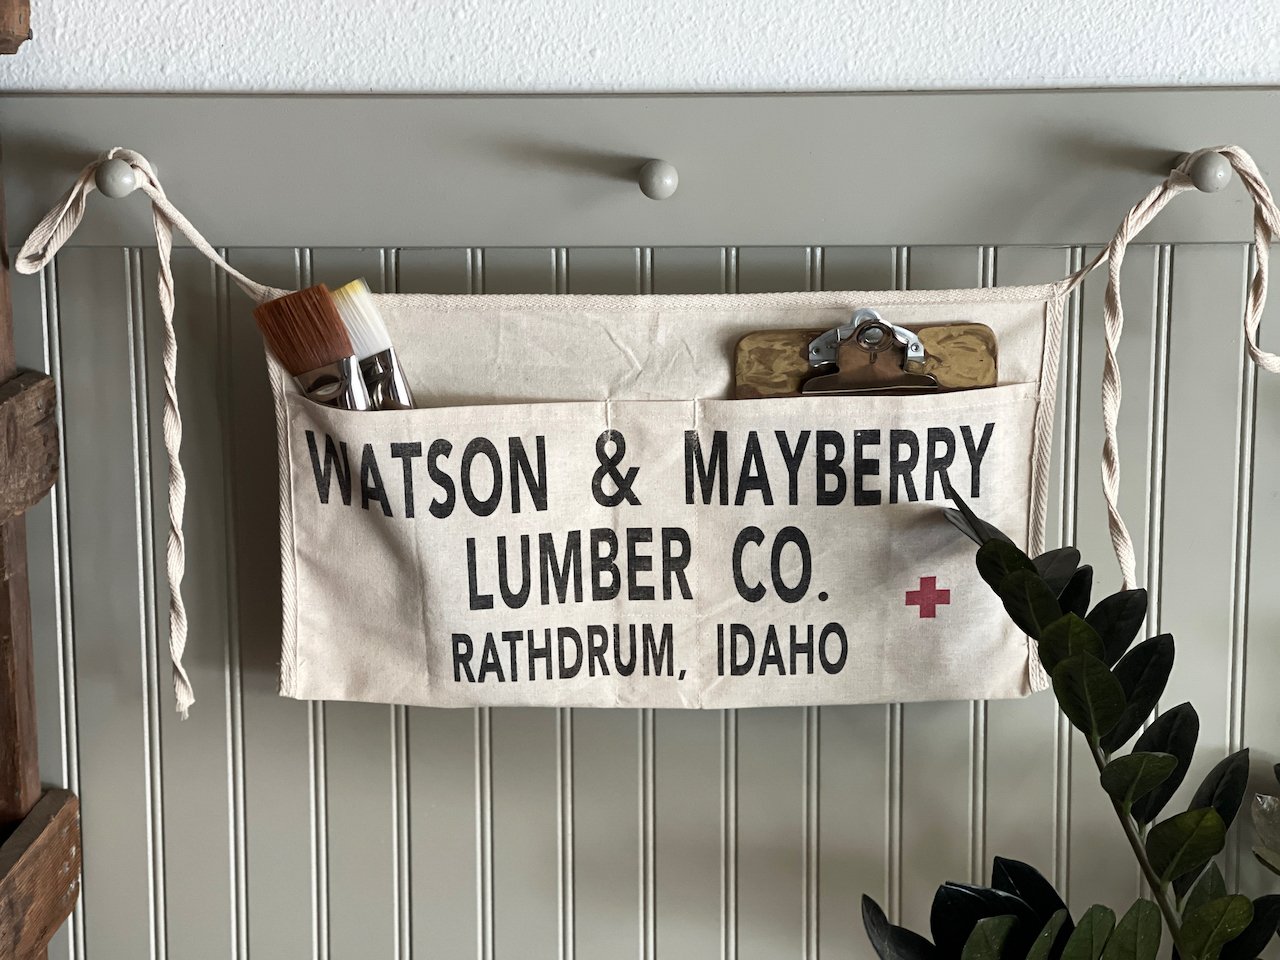 WATSON & MAYBERRY
LUMBER CO.
RATHDRUM, IDAHO